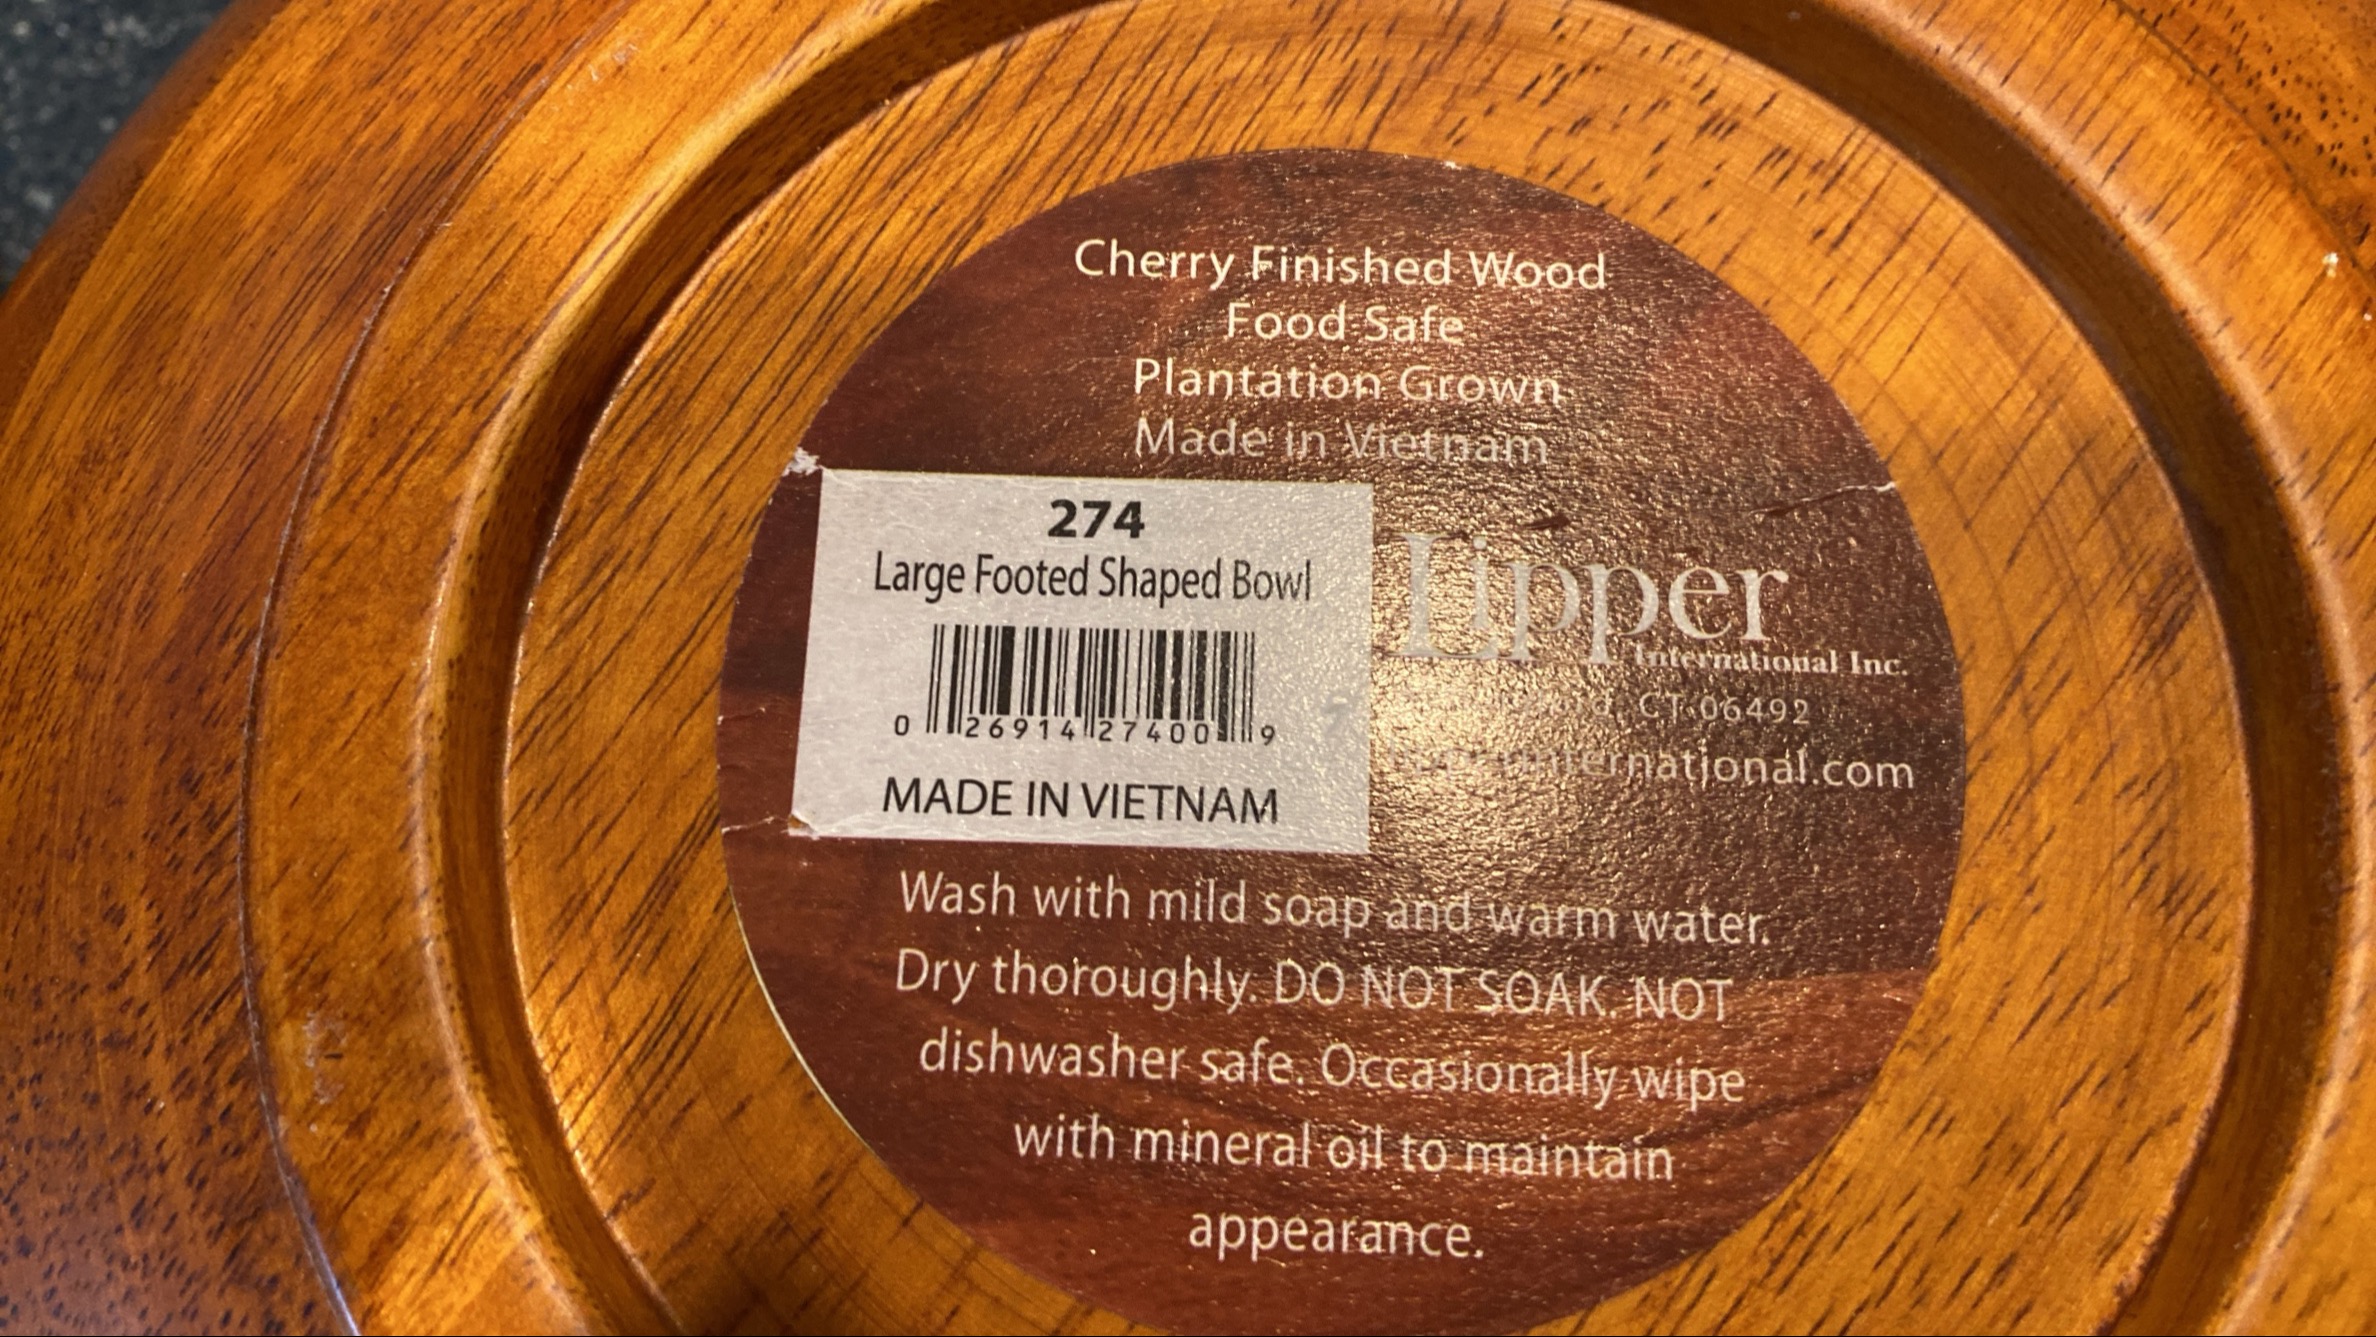 Cherry Finished Wood
Food Safe
Plantation Grown
Made in Vietnam
274
Large Footed Shaped Bowl
0 26914 27400 9
MADE IN VIETNAM
Lipper
International Inc.
CT 06492
Wash with mild soap and warm water.
Dry thoroughly. DO NOT SOAK. NOT
dishwasher safe. Occasionally wipe
with mineral oil to maintain
appearance.